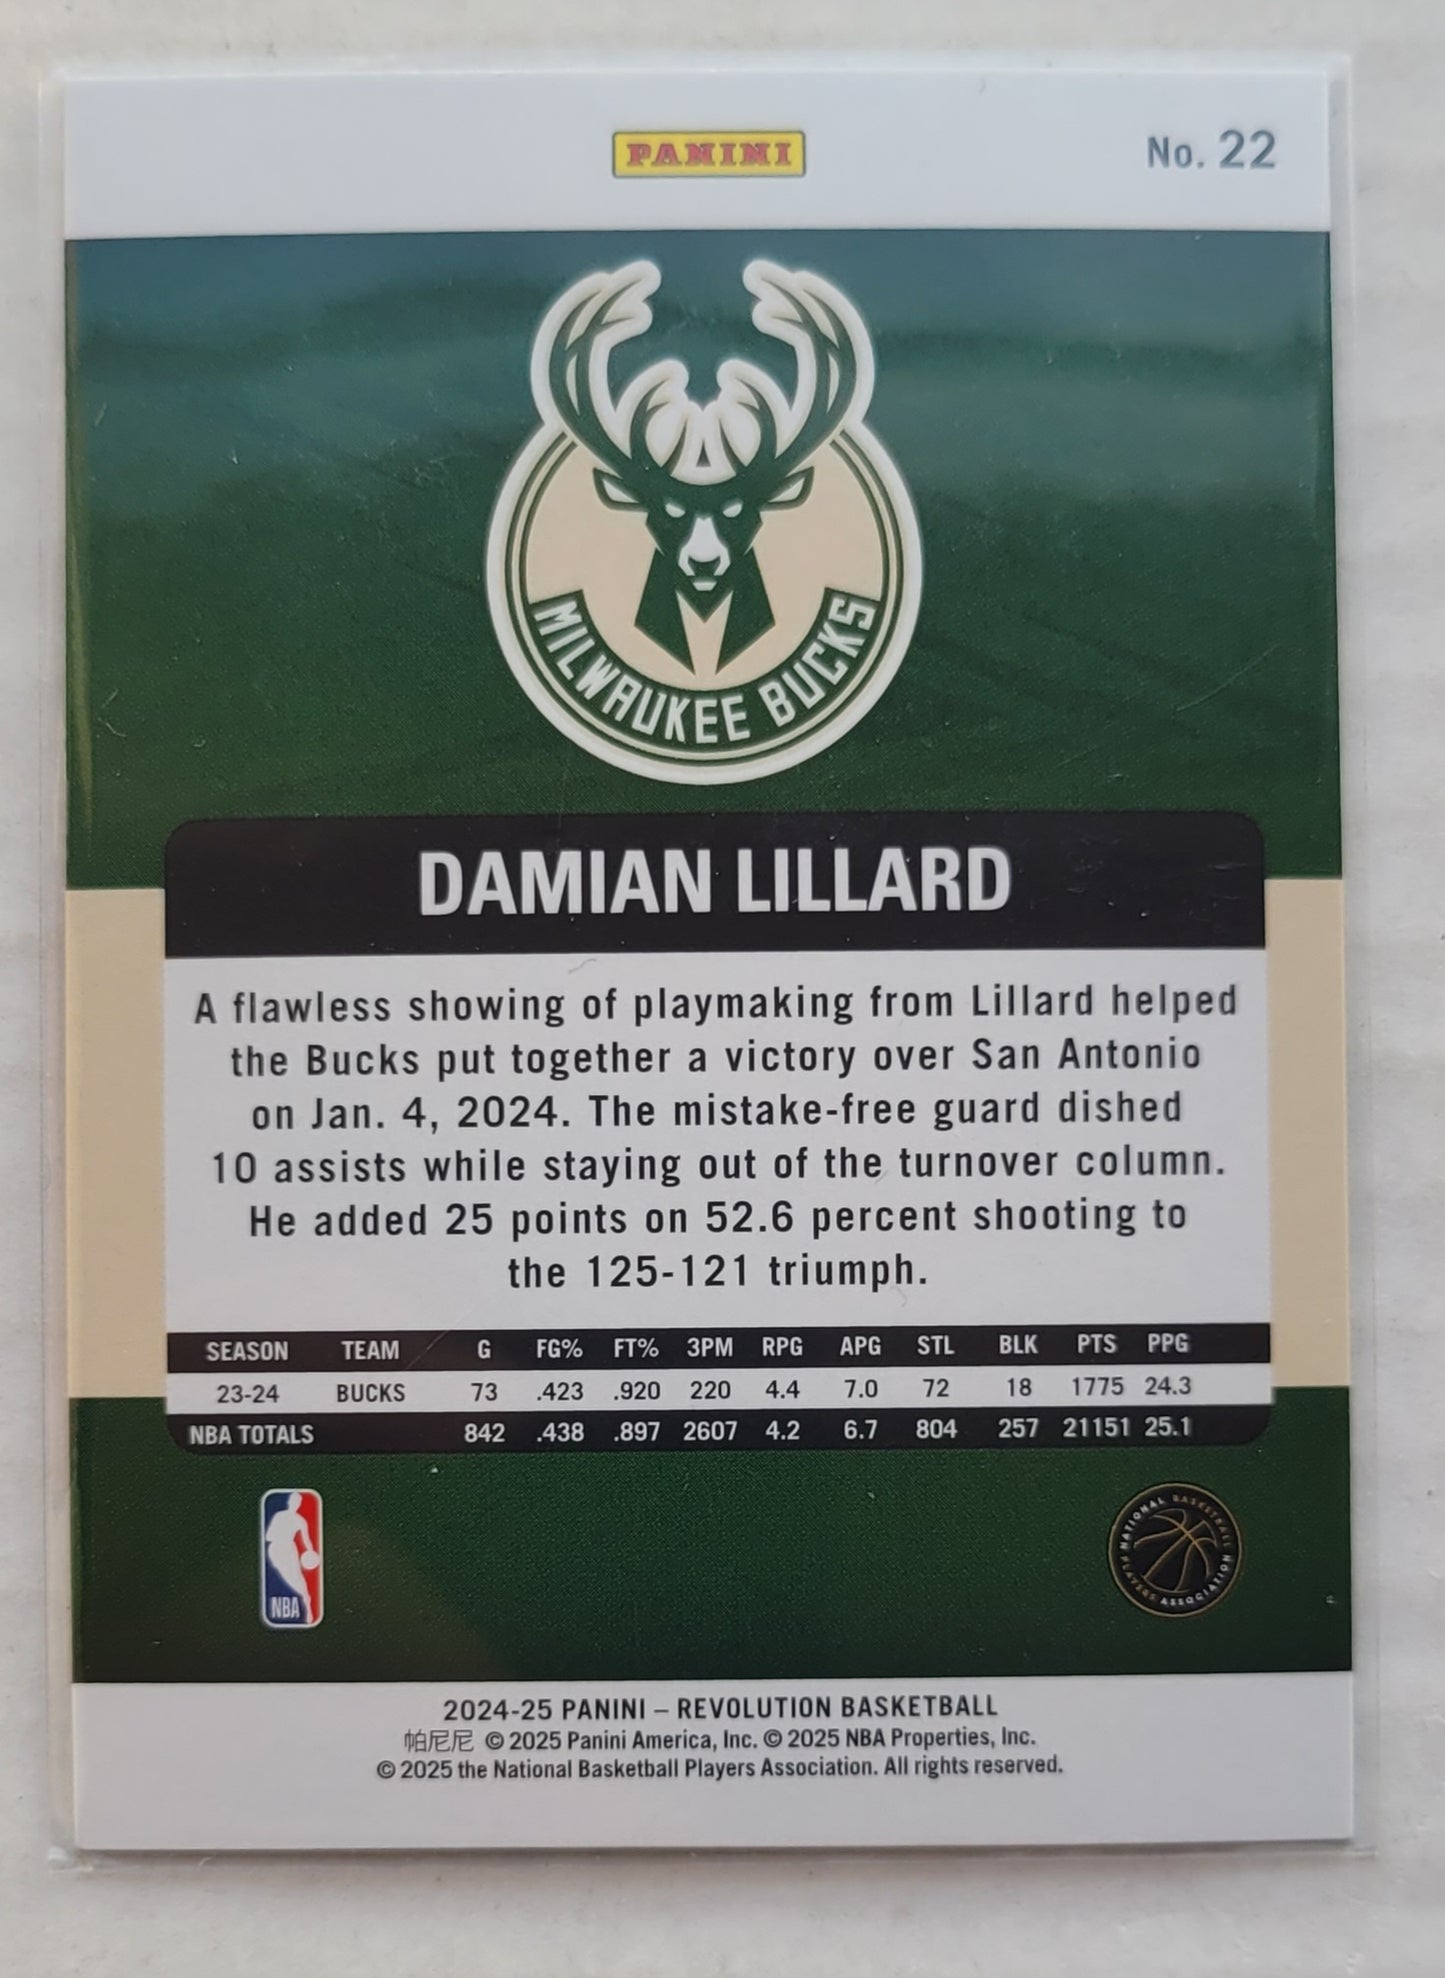 PANINI
No. 22
MILWAUKEE BUCKS
DAMIAN LILLARD
A flawless showing of playmaking from Lillard helped
the Bucks put together a victory over San Antonio
on Jan. 4, 2024. The mistake-free guard dished
10 assists while staying out of the turnover column.
He added 25 points on 52.6 percent shooting to
the 125-121 triumph.
SEASON TEAM G FG% FT% 3PM RPG APG STL BLK PTS PPG
23-24 BUCKS 73 .423 .920 220 4.4 7.0 72 18 1775 24.3
NBA TOTALS 842 .438 .897 2607 4.2 6.7 804 257 21151 25.1
NBA
NATIONAL BASKETBALL PLAYERS ASSOCIATION
2024-25 PANINI – REVOLUTION BASKETBALL
帕尼尼 © 2025 Panini America, Inc. © 2025 NBA Properties, Inc.
© 2025 the National Basketball Players Association. All rights reserved.